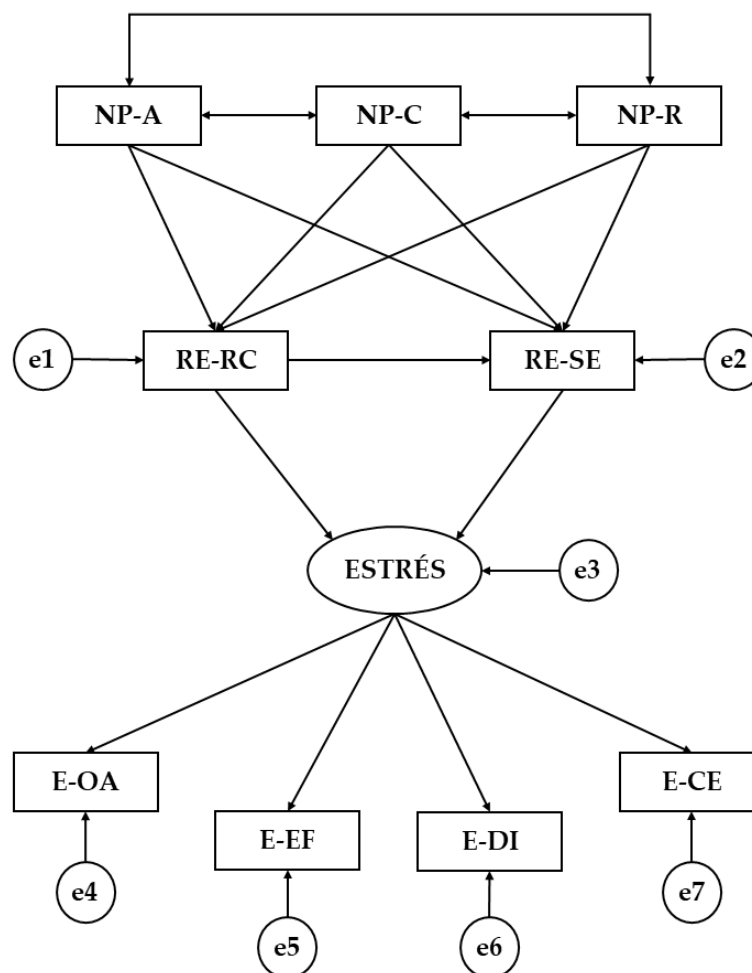 NP-A
NP-C
NP-R
e1
RE-RC
RE-SE
e2
ESTRÉS
e3
E-OA
E-CE
E-EF
E-DI
e4
e7
e5
e6